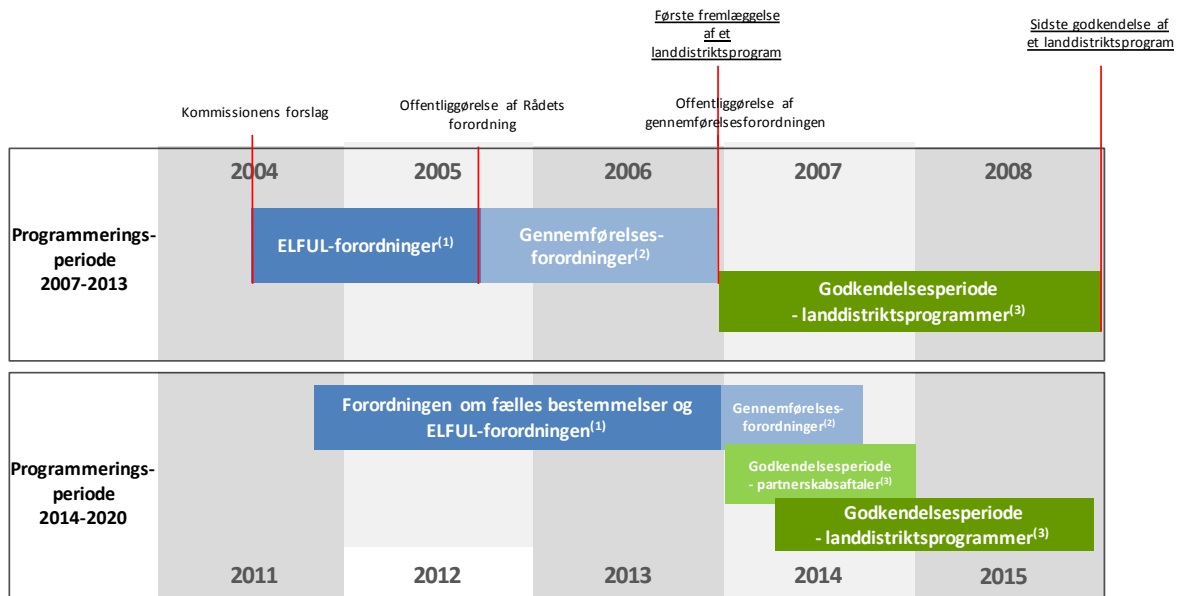 Første fremlæggelse
af et
landdistriktsprogram
Sidste godkendelse af
et landdistriktsprogram
Kommissionens forslag
Offentliggørelse af Rådets
forordning
Offentliggørelse af
gennemførelsesforordningen
2004
2005
2006
2007
2008
Programmerings-
periode
2007-2013
ELFUL-forordninger(1)
Gennemførelses-
forordninger(2)
Godkendelsesperiode
- landdistriktsprogrammer(3)
Programmerings-
periode
2014-2020
Forordningen om fælles bestemmelser og
ELFUL-forordningen(1)
Gennemførelses-
forordninger(2)
Godkendelsesperiode
- partnerskabsaftaler(3)
Godkendelsesperiode
- landdistriktsprogrammer(3)
2011
2012
2013
2014
2015